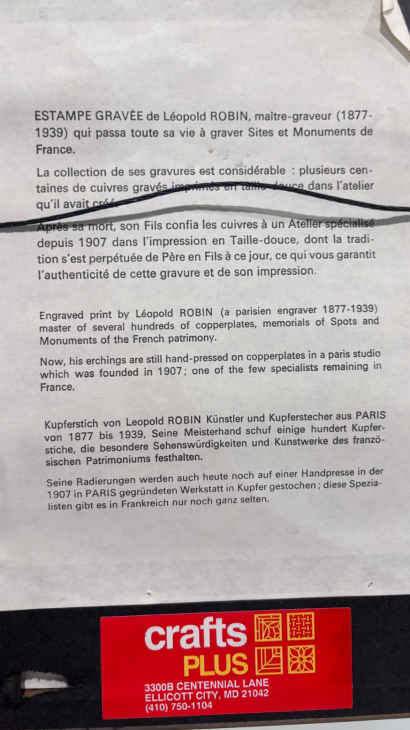 ESTAMPE GRAVÉE de Léopold ROBIN, maître-graveur (1877-
1939) qui passa toute sa vie à graver Sites et Monuments de
France.
La collection de ses gravures est considérable : plusieurs cen-
taines de cuivres gravés imprimés en taille-douce dans l'atelier
qu'il avait créé.
Après sa mort, son Fils confia les cuivres à un Atelier spécialisé
depuis 1907 dans l'impression en Taille-douce, dont la tradi-
tion s'est perpétuée de Père en Fils à ce jour, ce qui vous garantit
l'authenticité de cette gravure et de son impression.
Engraved print by Léopold ROBIN (a parisien engraver 1877-1939)
master of several hundreds of copperplates, memorials of Spots and
Monuments of the French patrimony.
Now, his erchings are still hand-pressed on copperplates in a paris studio
which was founded in 1907; one of the few specialists remaining in
France.
Kupferstich von Leopold ROBIN Künstler und Kupferstecher aus PARIS
von 1877 bis 1939, Seine Meisterhand schuf einige hundert Kupfer-
stiche, die besondere Sehenswürdigkeiten und Kunstwerke des franzö-
sischen Patrimoniums festhalten.
Seine Radierungen werden auch heute noch auf einer Handpresse in der
1907 in PARIS gegründeten Werkstatt in Kupfer gestochen; diese Spezia-
listen gibt es in Frankreich nur noch ganz selten.
crafts
PLUS
3300B CENTENNIAL LANE
ELLICOTT CITY, MD 21042
(410) 750-1104